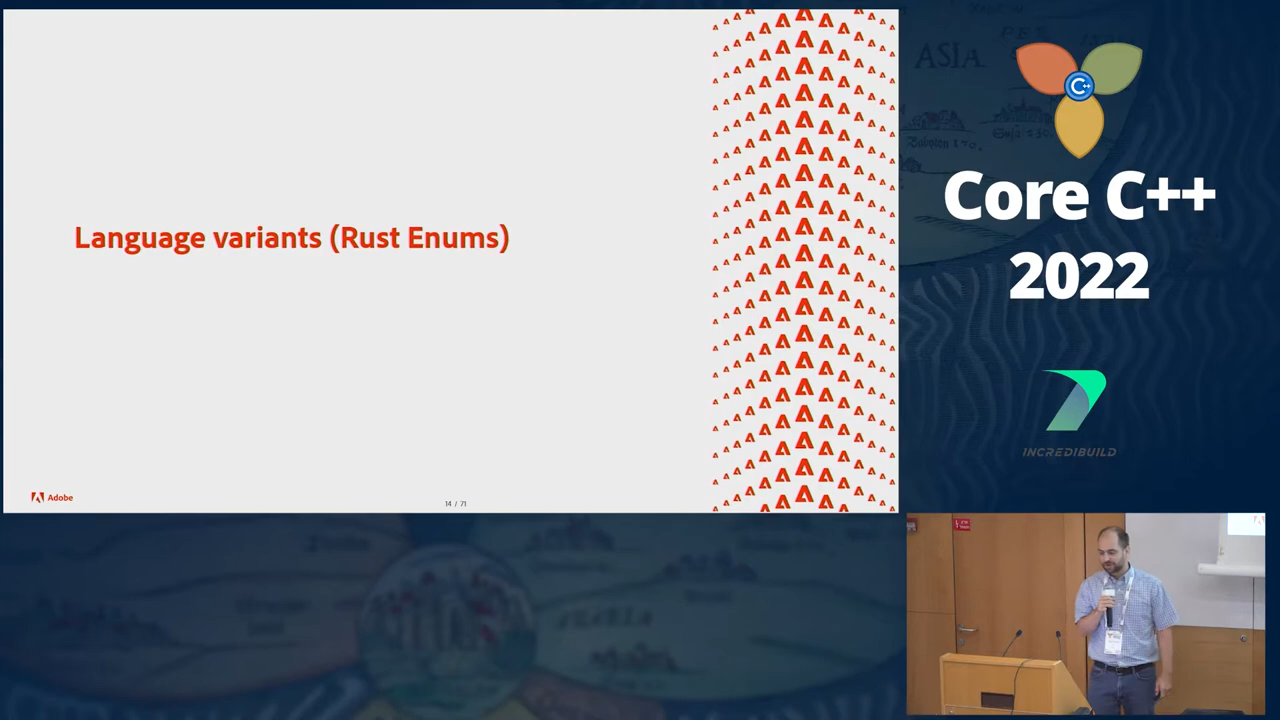 Language variants (Rust Enums)
Adobe
14 / 71
ASIA
C++
Core C++
2022
INCREDIBUILD